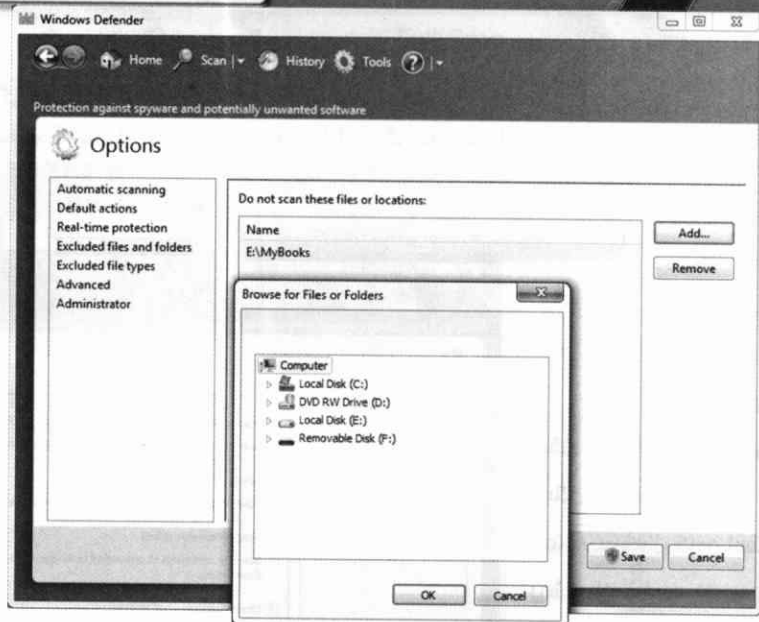 Windows Defender
Home Scan History Tools ?
Protection against spyware and potentially unwanted software
Options
Automatic scanning
Default actions
Real-time protection
Excluded files and folders
Excluded file types
Advanced
Administrator
Do not scan these files or locations:
Name
E:\MyBooks
Add...
Remove
Browse for Files or Folders
Computer
Local Disk (C:)
DVD RW Drive (D:)
Local Disk (E:)
Removable Disk (F:)
OK Cancel
Save Cancel